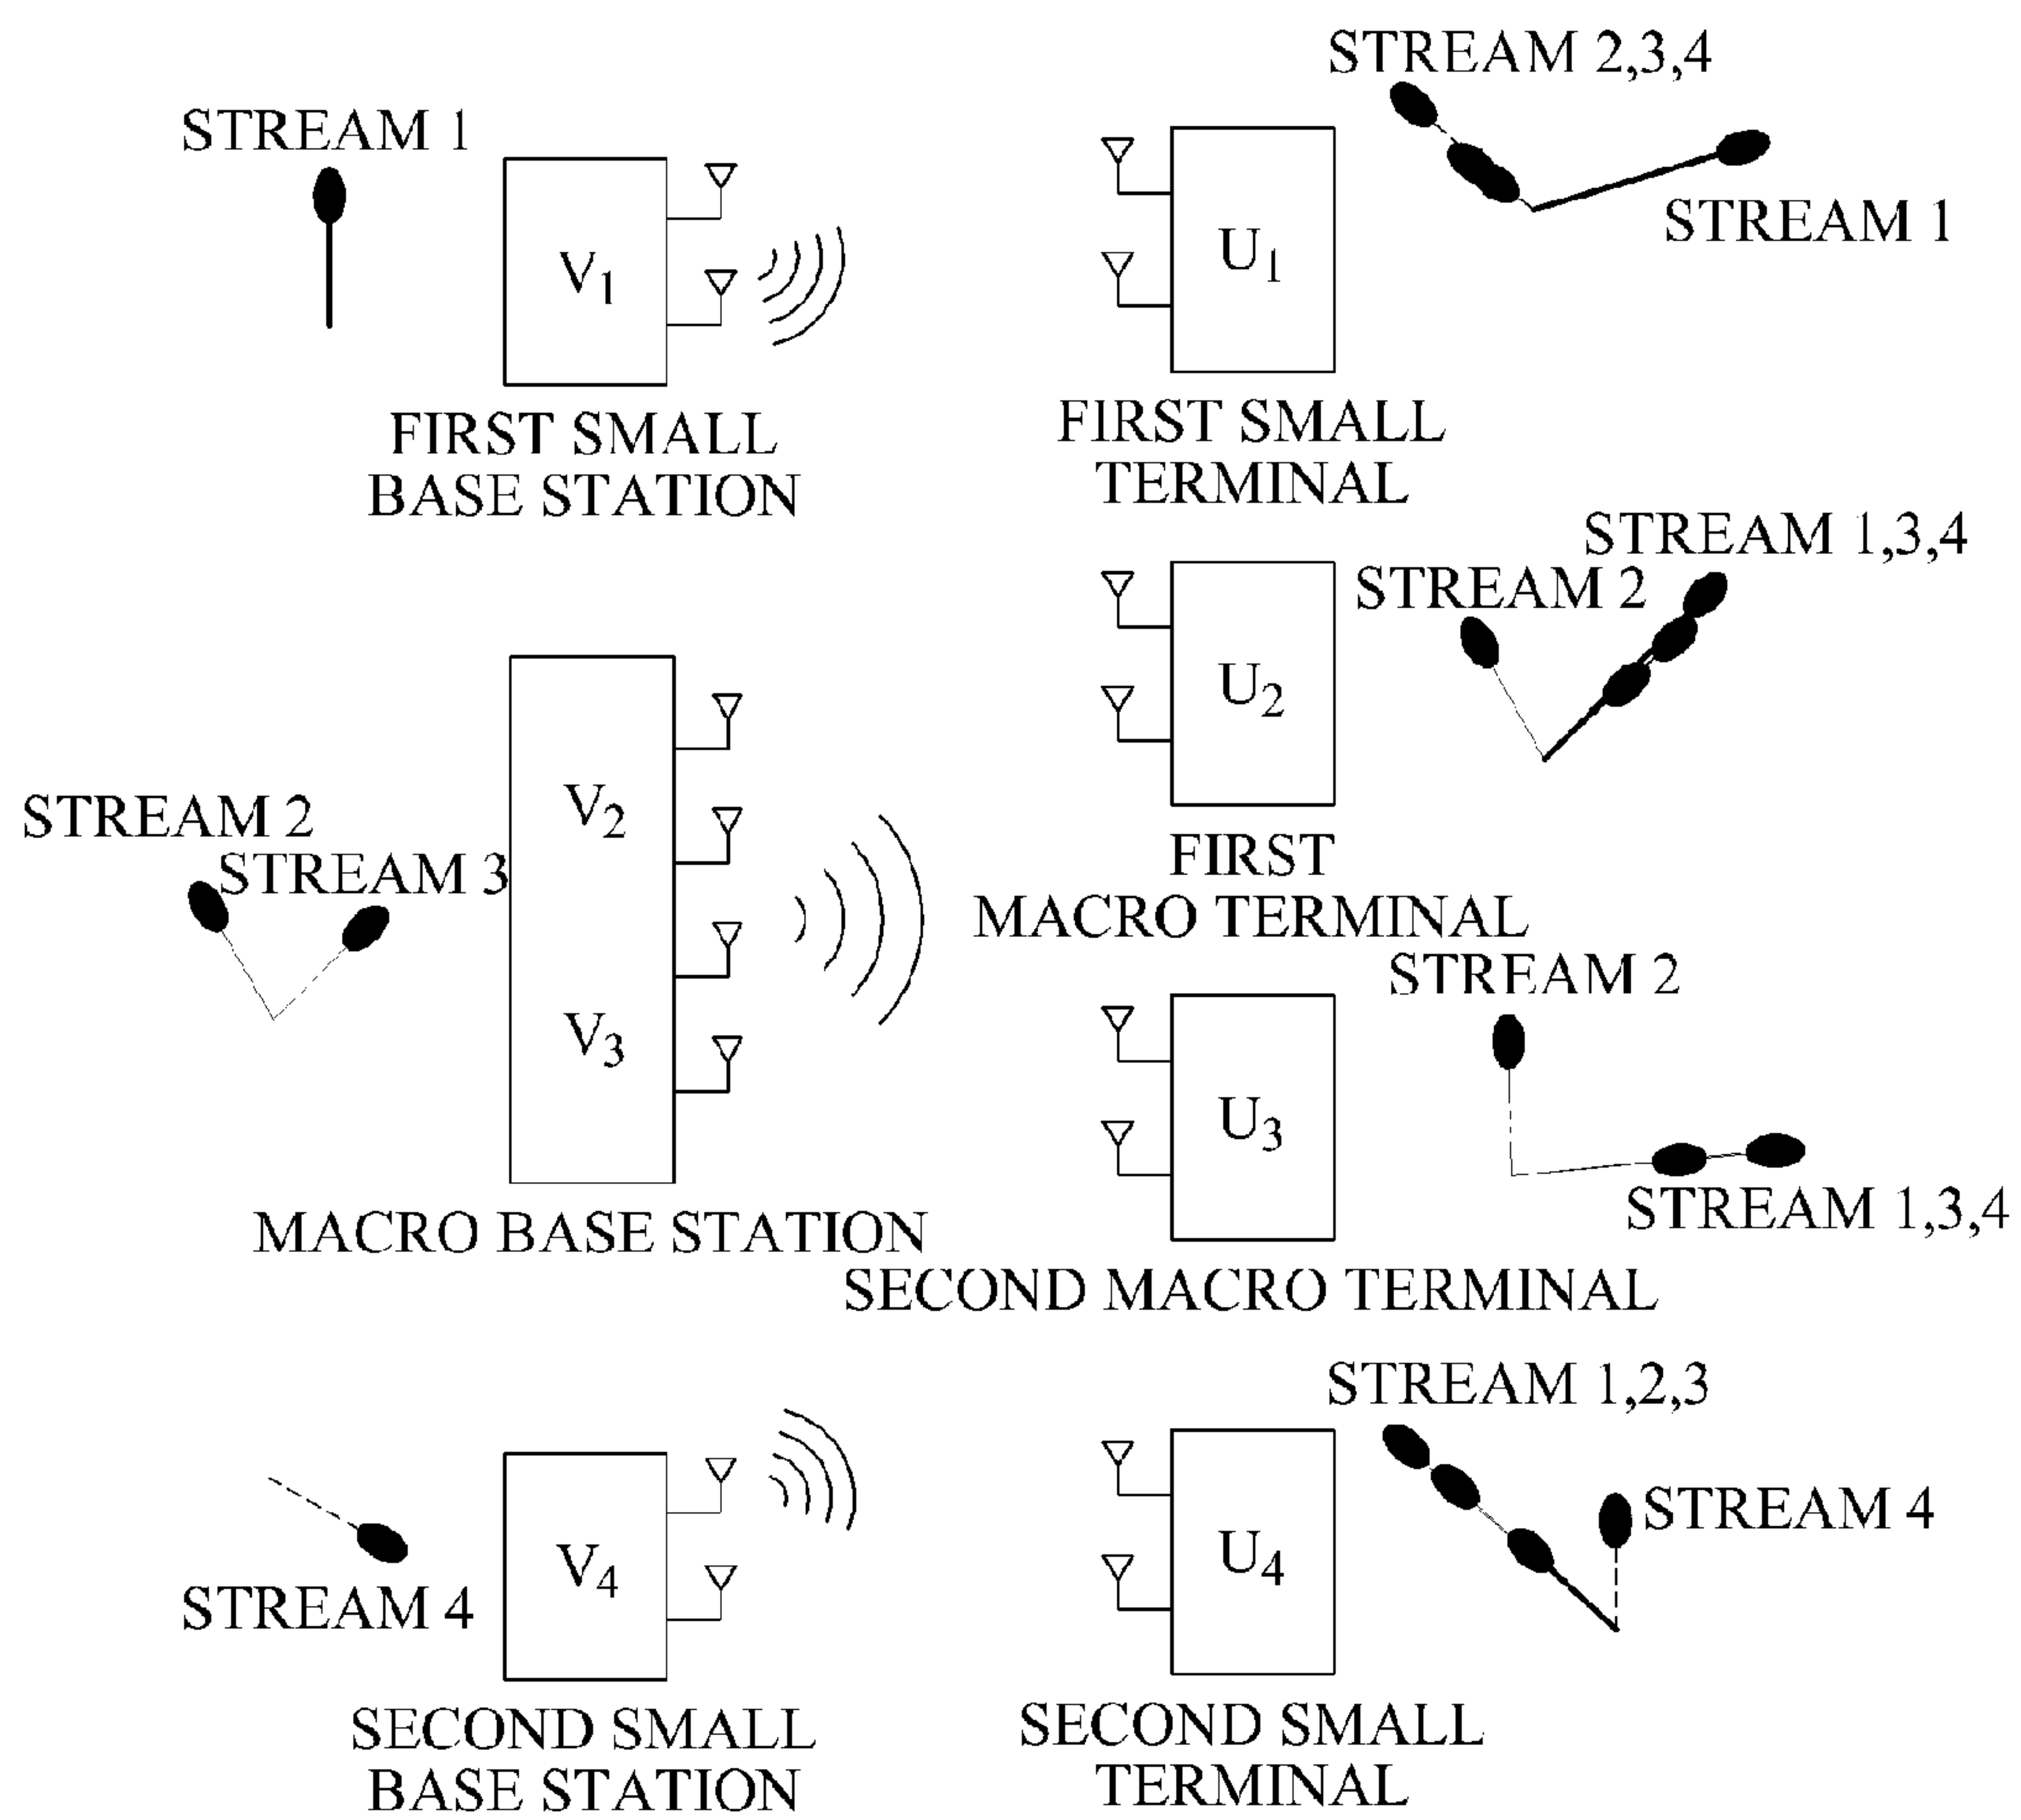 STREAM 2,3,4
STREAM 1
STREAM 1
V1
U1
FIRST SMALL
BASE STATION
FIRST SMALL
TERMINAL
STREAM 1,3,4
STREAM 2
U2
FIRST
MACRO TERMINAL
STREAM 2
STREAM 3
V2
V3
MACRO BASE STATION
STREAM 2
U3
STREAM 1,3,4
SECOND MACRO TERMINAL
STREAM 1,2,3
STREAM 4
STREAM 4
V4
U4
SECOND SMALL
BASE STATION
SECOND SMALL
TERMINAL